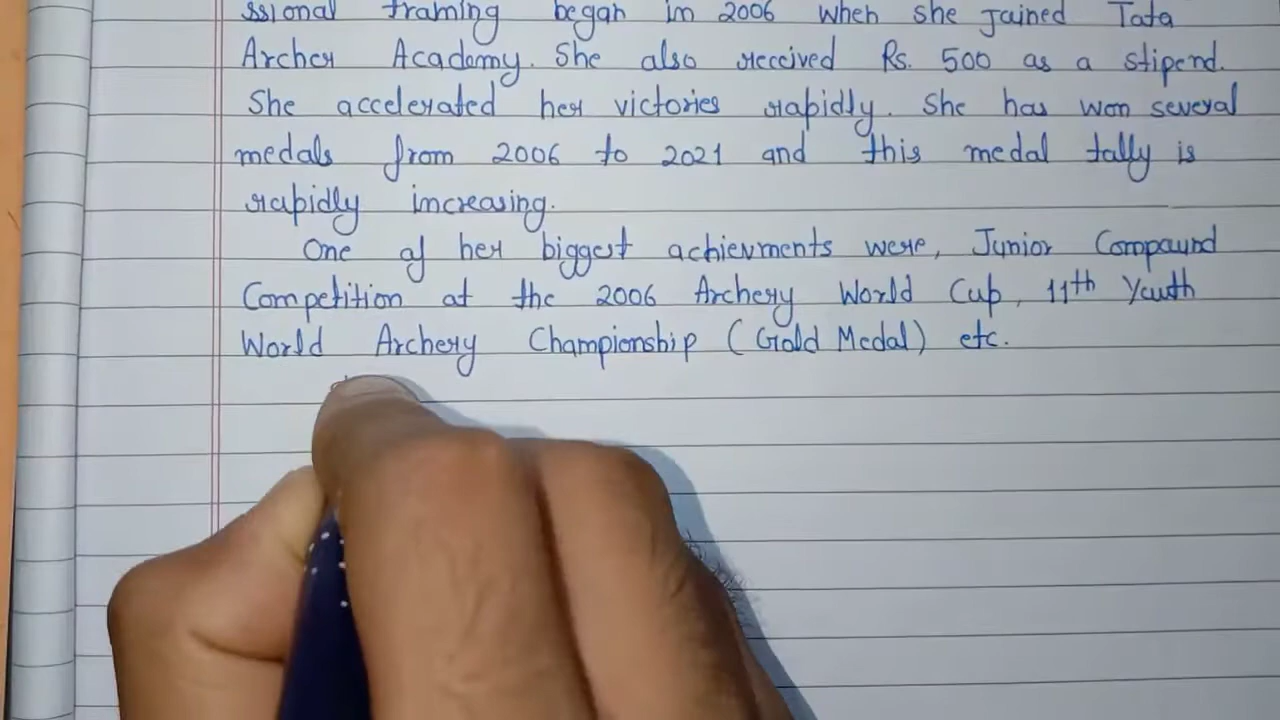 ssional training began in 2006 when she joined Tata
Archer Academy. She also received Rs. 500 as a stipend.
She accelerated her victories rapidly. She has won several
medals from 2006 to 2021 and this medal tally is
rapidly increasing.
One of her biggest achievments were, Junior Compound
Competition at the 2006 Archery World Cup, 11th Youth
World Archery Championship (Gold Medal) etc.